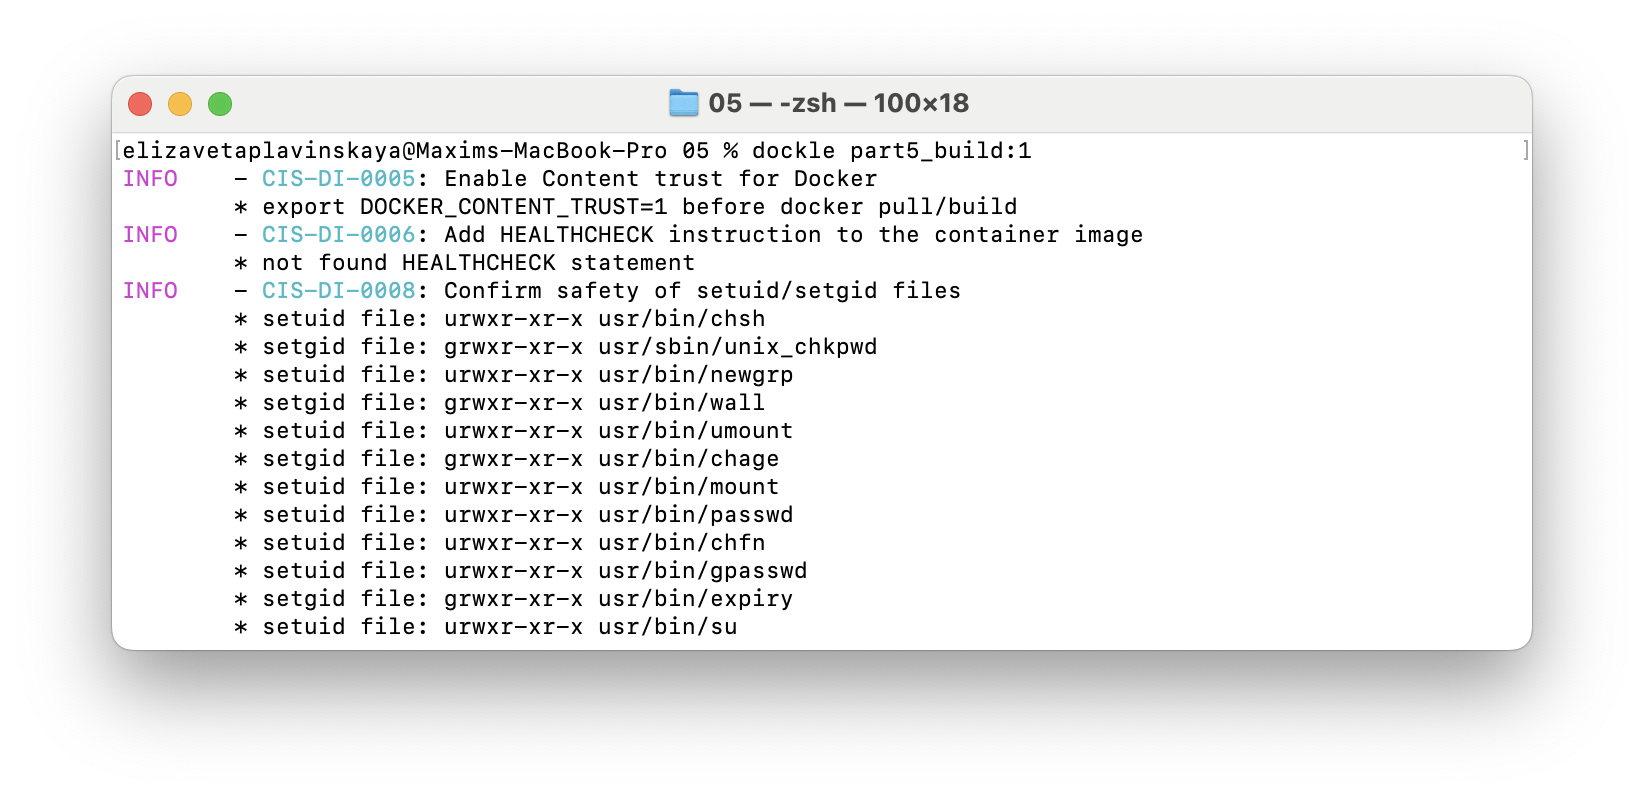 05 — -zsh — 100×18
[elizavetaplavinskaya@Maxims-MacBook-Pro 05 % dockle part5_build:1 ]
INFO    - CIS-DI-0005: Enable Content trust for Docker
        * export DOCKER_CONTENT_TRUST=1 before docker pull/build
INFO    - CIS-DI-0006: Add HEALTHCHECK instruction to the container image
        * not found HEALTHCHECK statement
INFO    - CIS-DI-0008: Confirm safety of setuid/setgid files
        * setuid file: urwxr-xr-x usr/bin/chsh
        * setgid file: grwxr-xr-x usr/sbin/unix_chkpwd
        * setuid file: urwxr-xr-x usr/bin/newgrp
        * setgid file: grwxr-xr-x usr/bin/wall
        * setuid file: urwxr-xr-x usr/bin/umount
        * setgid file: grwxr-xr-x usr/bin/chage
        * setuid file: urwxr-xr-x usr/bin/mount
        * setuid file: urwxr-xr-x usr/bin/passwd
        * setuid file: urwxr-xr-x usr/bin/chfn
        * setuid file: urwxr-xr-x usr/bin/gpasswd
        * setgid file: grwxr-xr-x usr/bin/expiry
        * setuid file: urwxr-xr-x usr/bin/su